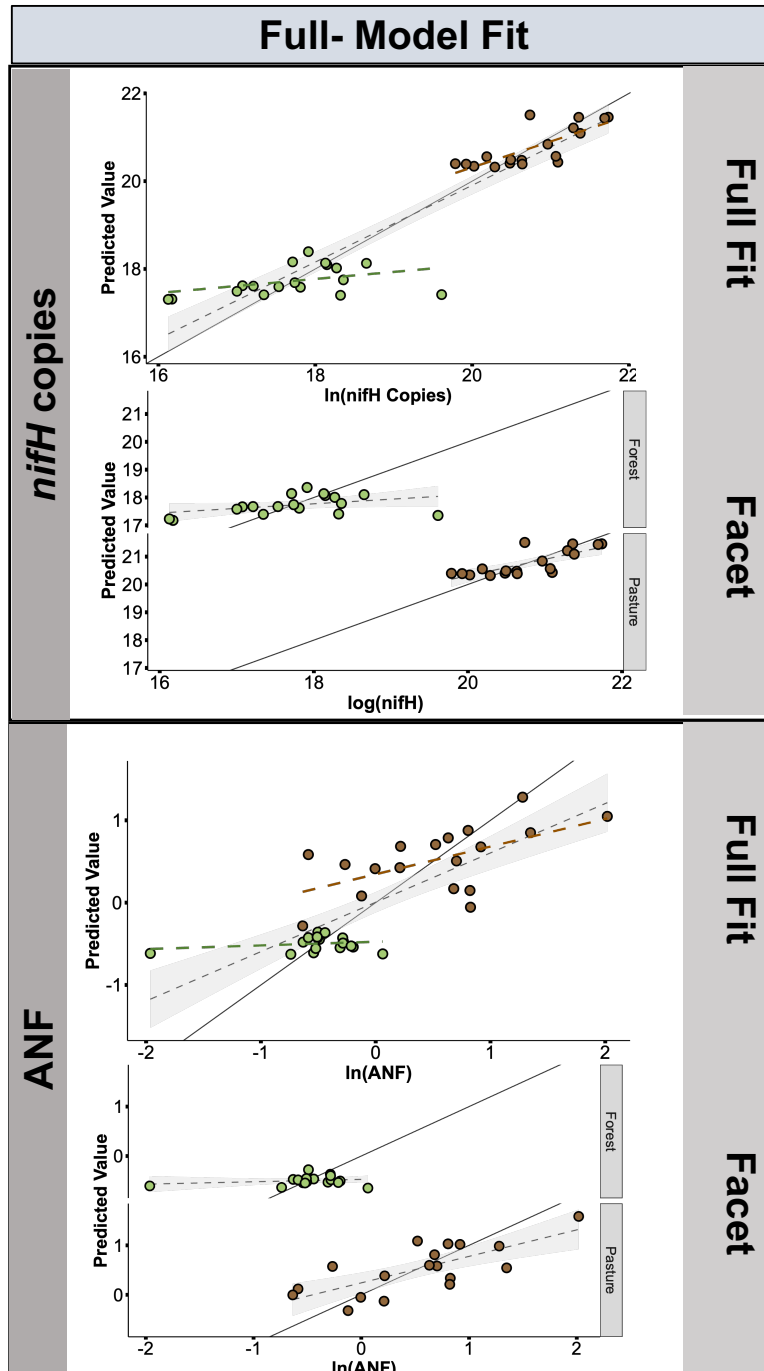 Full- Model Fit
nifH copies
Full Fit
Predicted Value
22
20
18
16
16
18
20
22
ln(nifH Copies)
Facet
Predicted Value
21
20
19
18
17
Forest
21
20
19
18
17
Pasture
16
18
20
22
log(nifH)
ANF
Full Fit
Predicted Value
1
0
-1
-2
-1
0
1
2
ln(ANF)
Facet
Predicted Value
1
0
Forest
1
0
Pasture
-2
-1
0
1
2
ln(ANF)